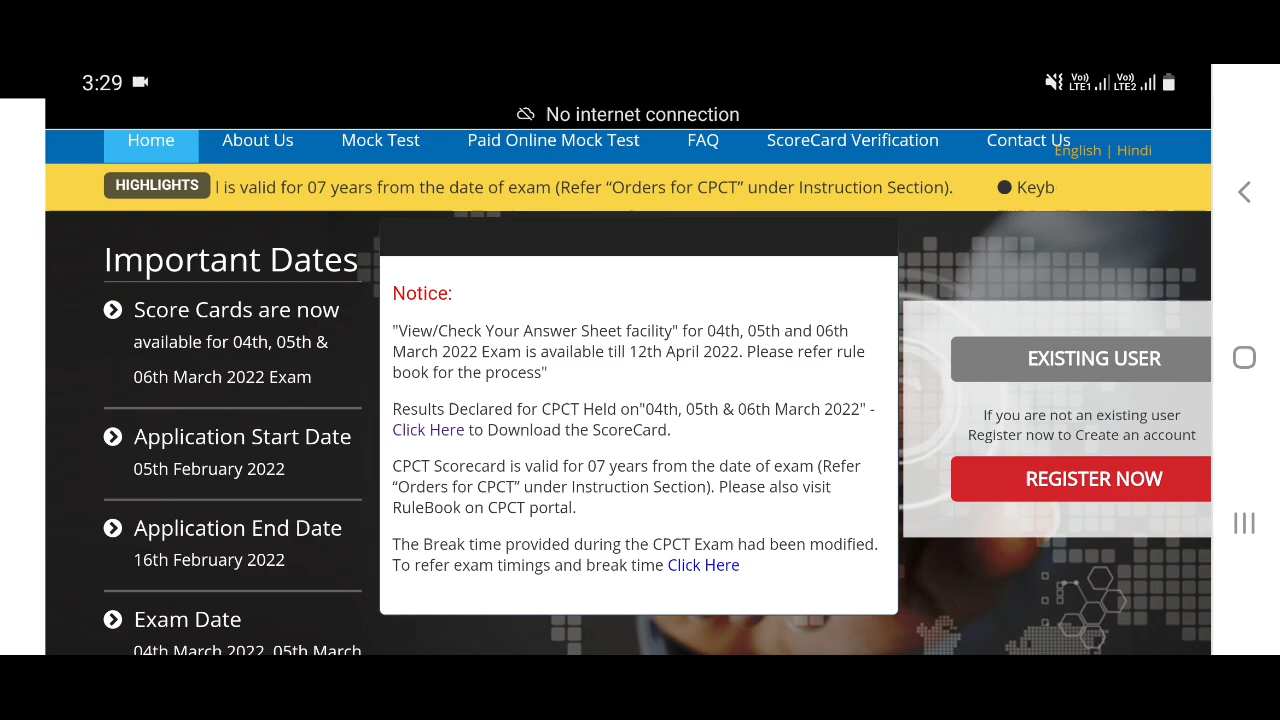 3:29
Vo) LTE1 Vo) LTE2
No internet connection
Home About Us Mock Test Paid Online Mock Test FAQ ScoreCard Verification Contact Us
English | Hindi
HIGHLIGHTS l is valid for 07 years from the date of exam (Refer “Orders for CPCT” under Instruction Section). Keyb
Important Dates
Score Cards are now
available for 04th, 05th &
06th March 2022 Exam
Application Start Date
05th February 2022
Application End Date
16th February 2022
Exam Date
04th March 2022, 05th March
Notice:
"View/Check Your Answer Sheet facility" for 04th, 05th and 06th
March 2022 Exam is available till 12th April 2022. Please refer rule
book for the process"
Results Declared for CPCT Held on"04th, 05th & 06th March 2022" -
Click Here to Download the ScoreCard.
CPCT Scorecard is valid for 07 years from the date of exam (Refer
“Orders for CPCT” under Instruction Section). Please also visit
RuleBook on CPCT portal.
The Break time provided during the CPCT Exam had been modified.
To refer exam timings and break time Click Here
EXISTING USER
If you are not an existing user
Register now to Create an account
REGISTER NOW